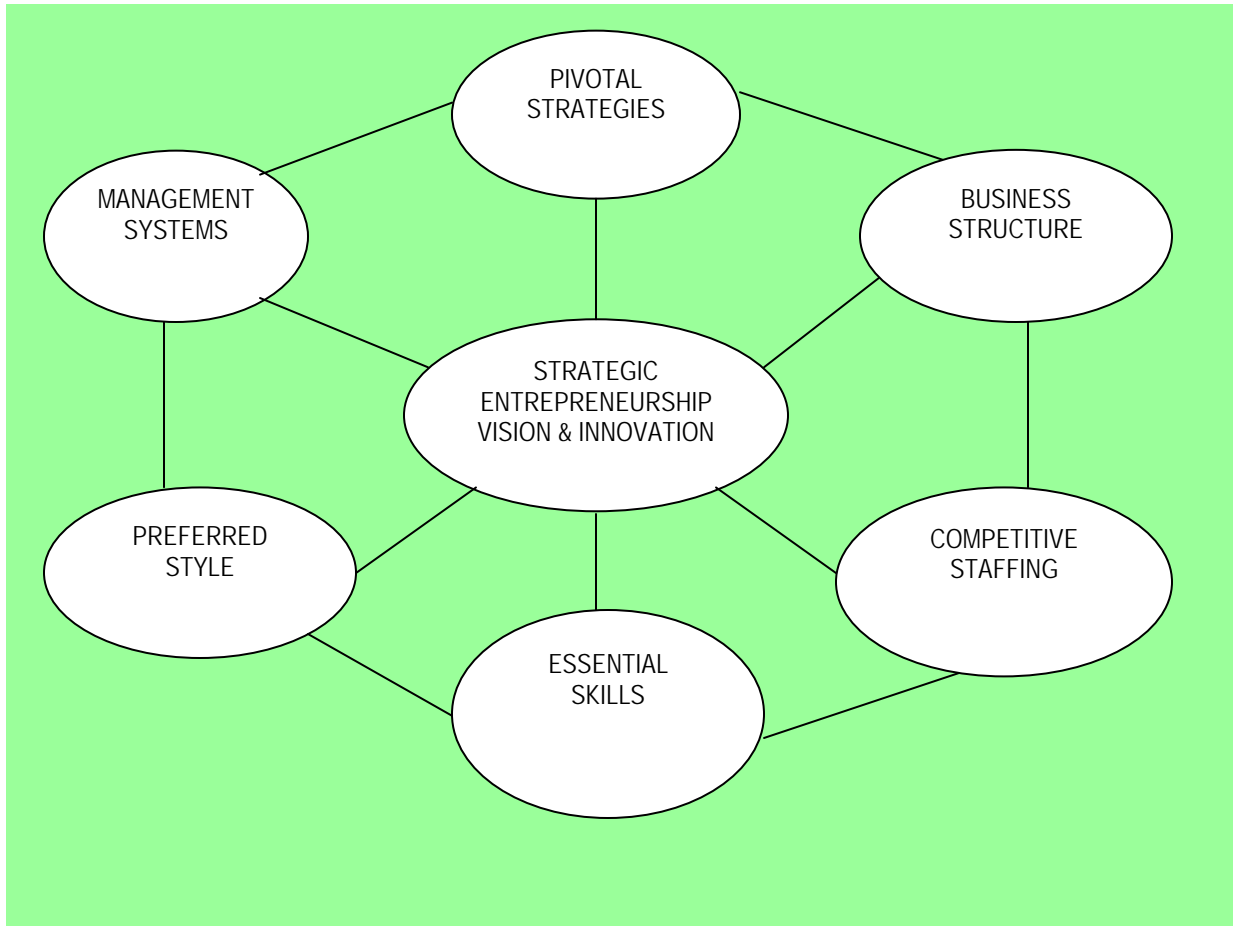 PIVOTAL
STRATEGIES
MANAGEMENT
SYSTEMS
BUSINESS
STRUCTURE
STRATEGIC
ENTREPRENEURSHIP
VISION & INNOVATION
PREFERRED
STYLE
COMPETITIVE
STAFFING
ESSENTIAL
SKILLS